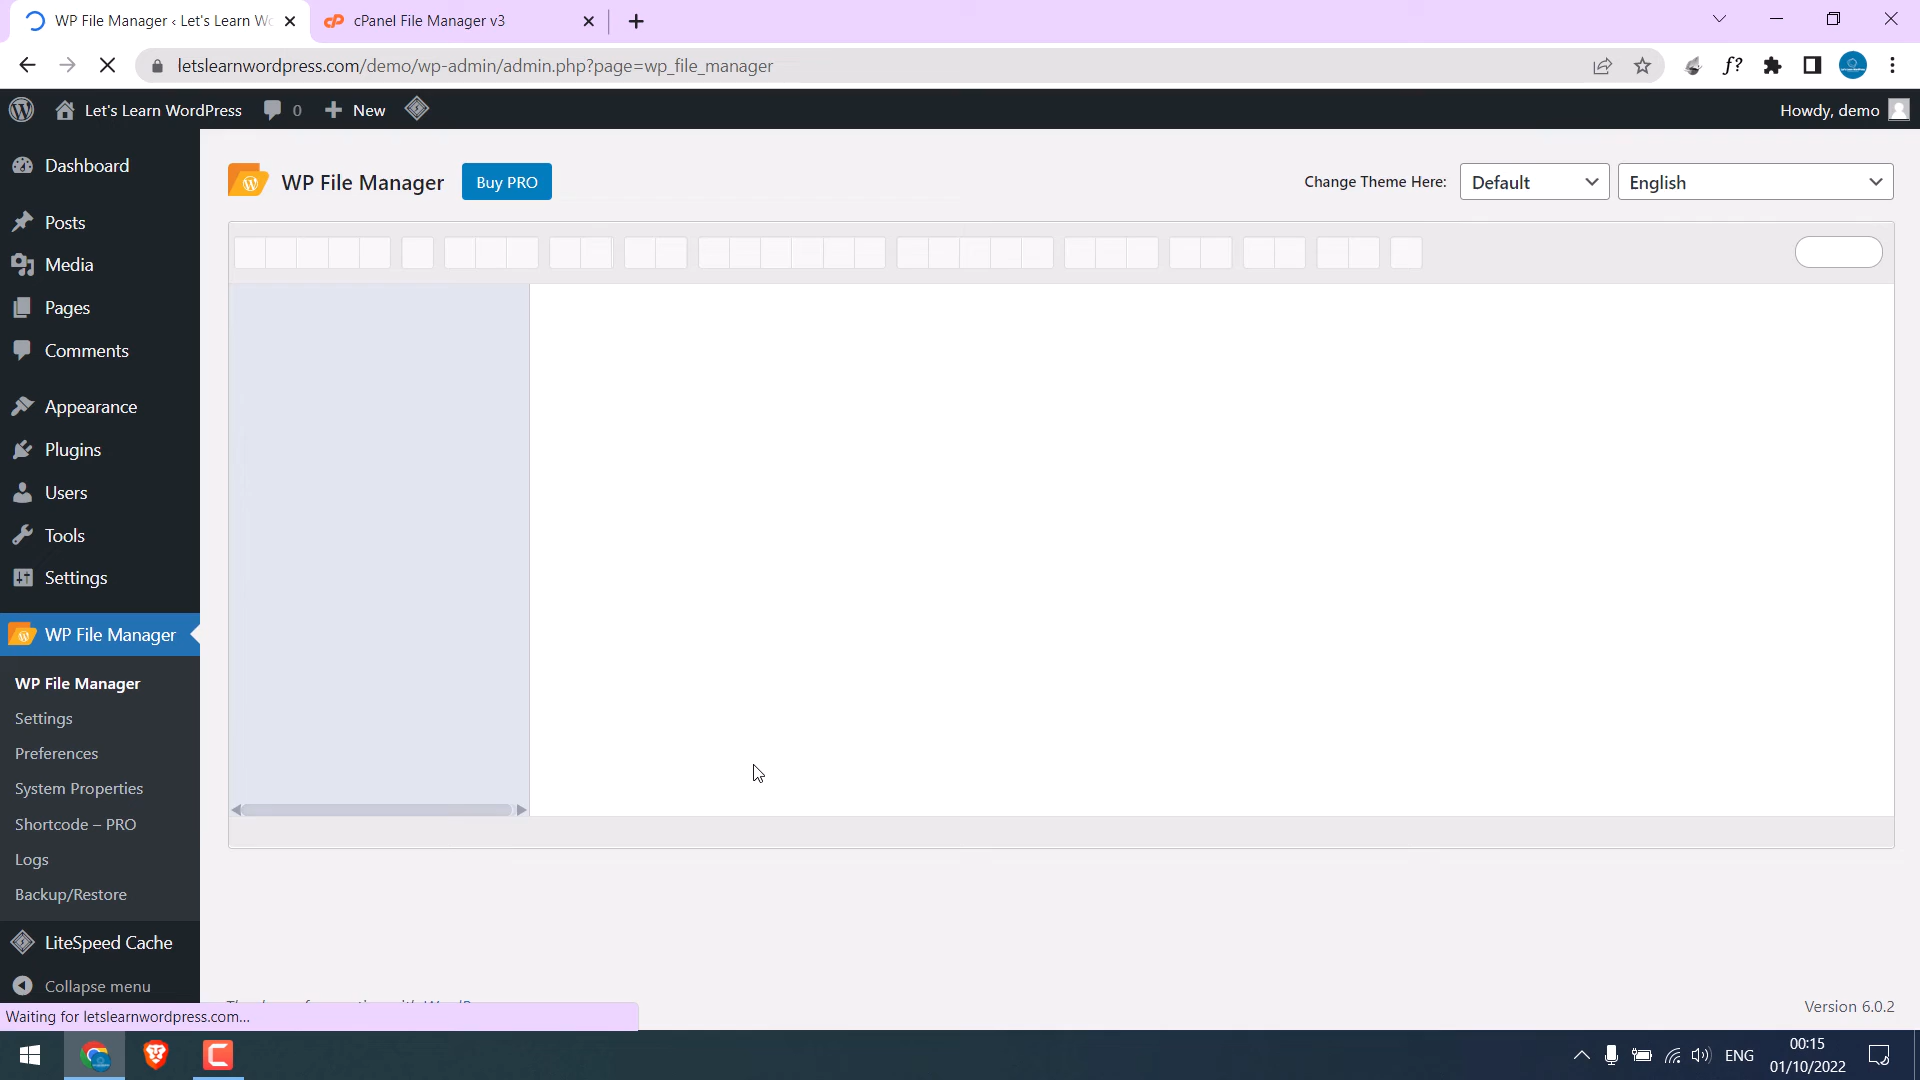 WP File Manager ‹ Let's Learn Wo
cPanel File Manager v3
letslearnwordpress.com/demo/wp-admin/admin.php?page=wp_file_manager
f?
Let's Learn WordPress
0
New
Howdy, demo
Dashboard
Posts
Media
Pages
Comments
Appearance
Plugins
Users
Tools
Settings
WP File Manager
WP File Manager
Settings
Preferences
System Properties
Shortcode – PRO
Logs
Backup/Restore
LiteSpeed Cache
Collapse menu
WP File Manager
Buy PRO
Change Theme Here:
Default
English
Version 6.0.2
Waiting for letslearnwordpress.com...
ENG
00:15
01/10/2022